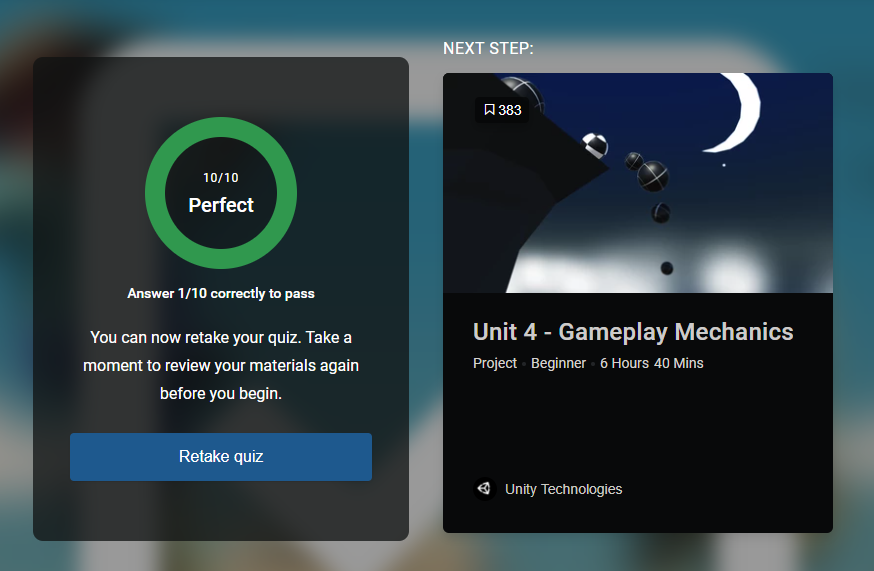 10/10
Perfect
Answer 1/10 correctly to pass
You can now retake your quiz. Take a
moment to review your materials again
before you begin.
Retake quiz
NEXT STEP:
383
Unit 4 - Gameplay Mechanics
Project • Beginner • 6 Hours 40 Mins
Unity Technologies